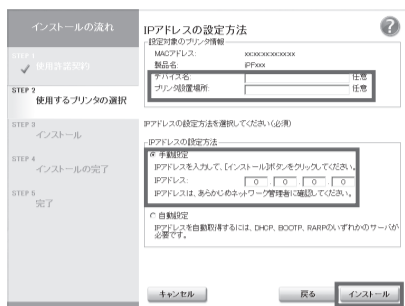 インストールの流れ
STEP 1
使用許諾契約
STEP 2
使用するプリンタの選択
STEP 3
インストール
STEP 4
インストールの完了
STEP 5
完了
IPアドレスの設定方法
?
設定対象のプリンタ情報
MACアドレス: xx:xx:xx:xx:xx:xx
製品名: iPFxxx
デバイス名: 任意
プリンタ設置場所: 任意
IPアドレスの設定方法を選択してください(必須)
IPアドレスの設定方法
手動設定
IPアドレスを入力して、[インストール]ボタンをクリックしてください。
IPアドレス: 0 . 0 . 0 . 0
IPアドレスは、あらかじめネットワーク管理者に確認してください。
自動設定
IPアドレスを自動取得するには、DHCP、BOOTP、RARPのいずれかのサーバが
必要です。
キャンセル 戻る インストール